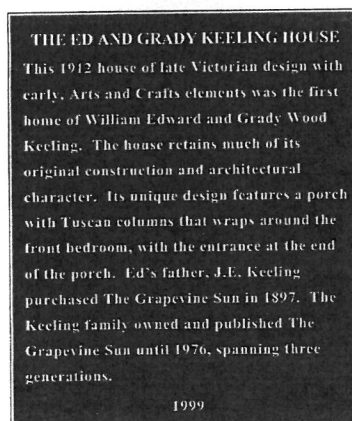 THE ED AND GRADY KEELING HOUSE
This 1912 house of late Victorian design with
early, Arts and Crafts elements was the first
home of William Edward and Grady Wood
Keeling. The house retains much of its
original construction and architectural
character. Its unique design features a porch
with Tuscan columns that wraps around the
front bedroom, with the entrance at the end
of the porch. Ed's father, J.E. Keeling
purchased The Grapevine Sun in 1897. The
Keeling family owned and published The
Grapevine Sun until 1976, spanning three
generations.
1999